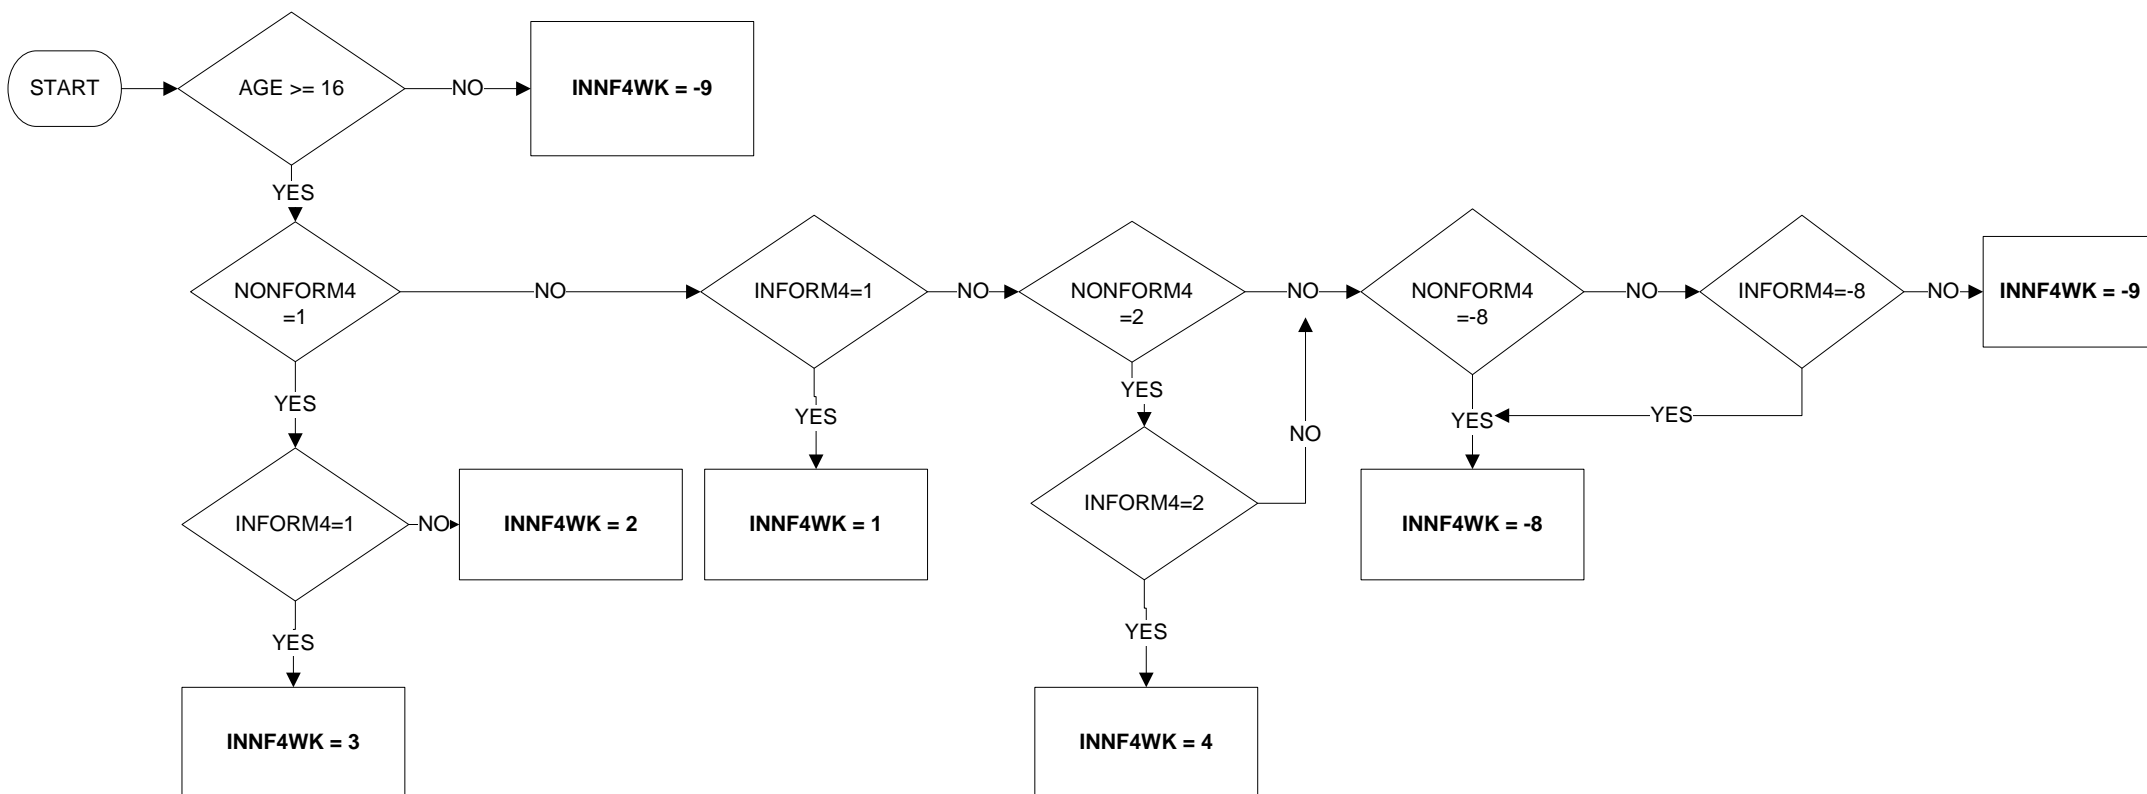 START
AGE >= 16
NO
INNF4WK = -9
YES
NONFORM4
=1
NO
INFORM4=1
NO
NONFORM4
=2
NO
NONFORM4
=-8
NO
INFORM4=-8
NO
INNF4WK = -9
YES
YES
YES
YES
YES
NO
INFORM4=1
NO
INNF4WK = 2
INNF4WK = 1
INFORM4=2
INNF4WK = -8
YES
YES
INNF4WK = 3
INNF4WK = 4